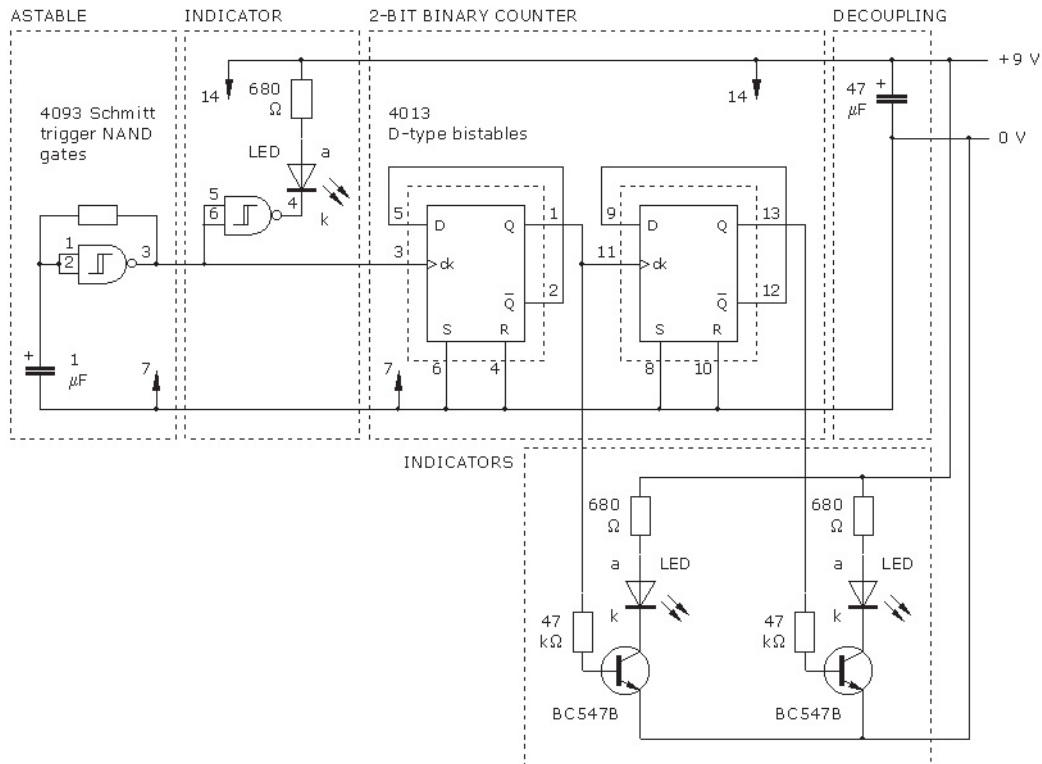 ASTABLE
INDICATOR
2-BIT BINARY COUNTER
DECOUPLING
+9 V
0 V
4093 Schmitt
trigger NAND
gates
14
680
Ω
LED
a
k
4013
D-type bistables
14
47
µF
+
1
2
3
5
6
4
+
1
µF
7
3
5
D
Q
1
ck
Q
2
S
R
6
4
7
9
D
Q
13
11
ck
Q
12
S
R
8
10
INDICATORS
680
Ω
a
LED
k
47
kΩ
BC547B
680
Ω
a
LED
k
47
kΩ
BC547B